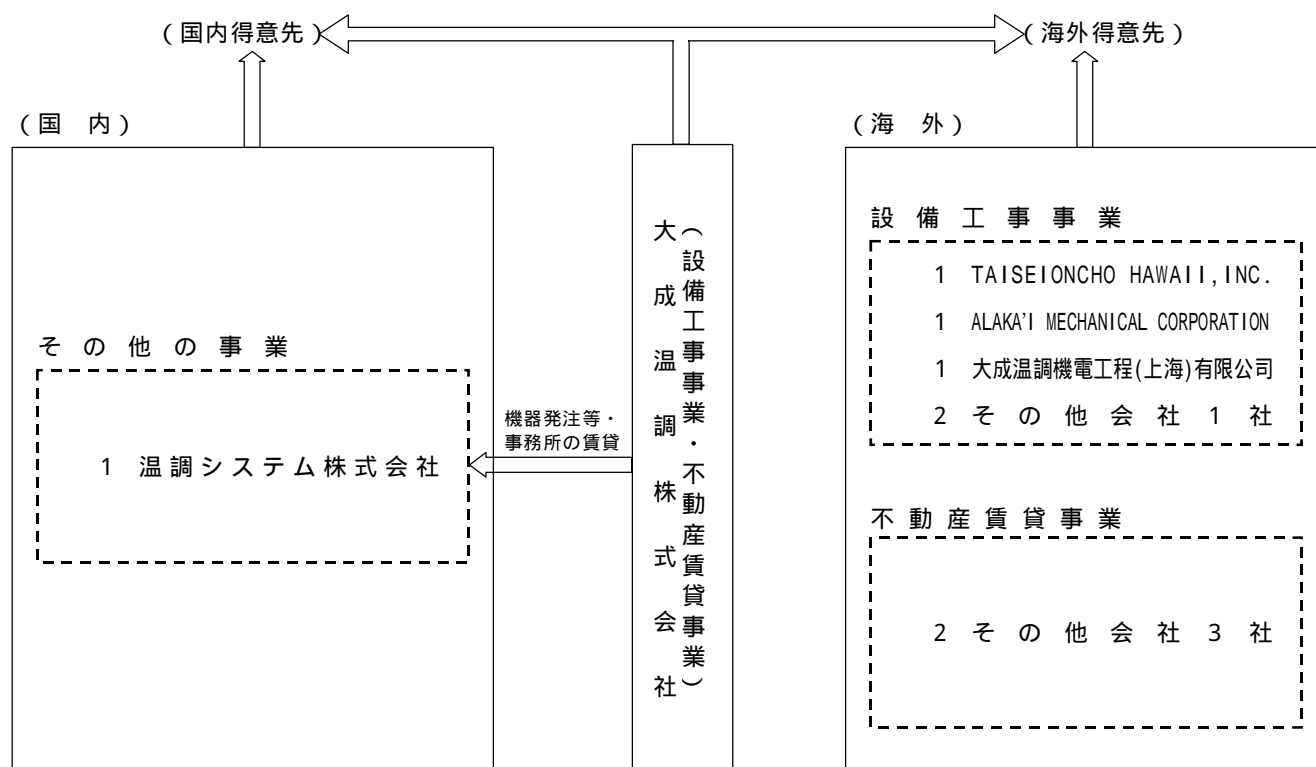 (国内得意先)
(海外得意先)
(国 内)
(海 外)
その他の事業
1 温調システム株式会社
機器発注等・
事務所の賃貸
大成温調株式会社
(設備工事事業・不動産賃貸事業)
設備工事事業
1 TAISEIONCHO HAWAII,INC.
1 ALAKA'I MECHANICAL CORPORATION
1 大成温調機電工程(上海)有限公司
2 その他会社1社
不動産賃貸事業
2 その他会社3社